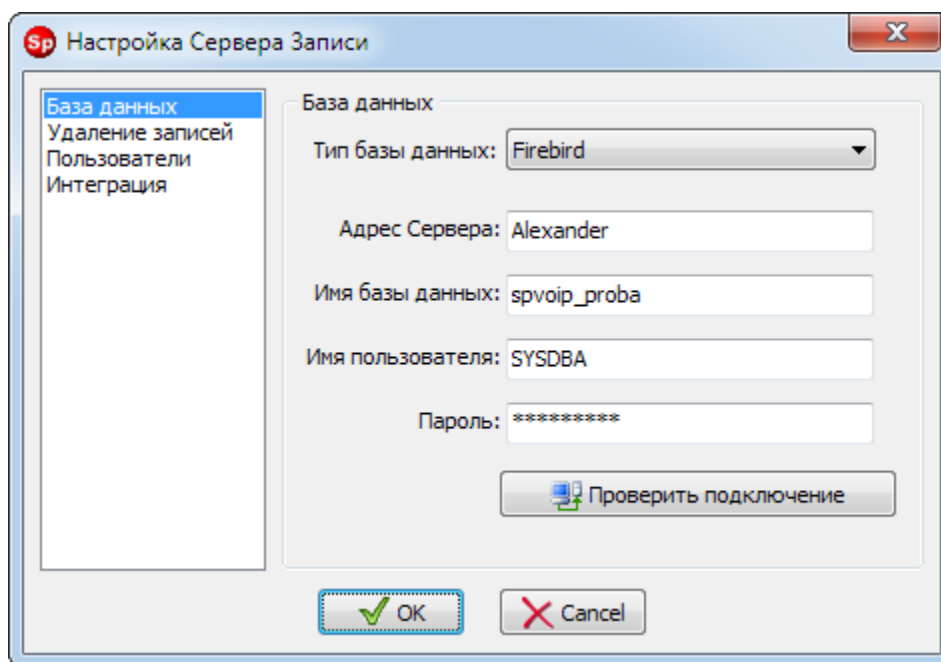 Sp Настройка Сервера Записи
База данных
Удаление записей
Пользователи
Интеграция
База данных
Тип базы данных: Firebird
Адрес Сервера: Alexander
Имя базы данных: spvoip_proba
Имя пользователя: SYSDBA
Пароль: *********
Проверить подключение
OK Cancel